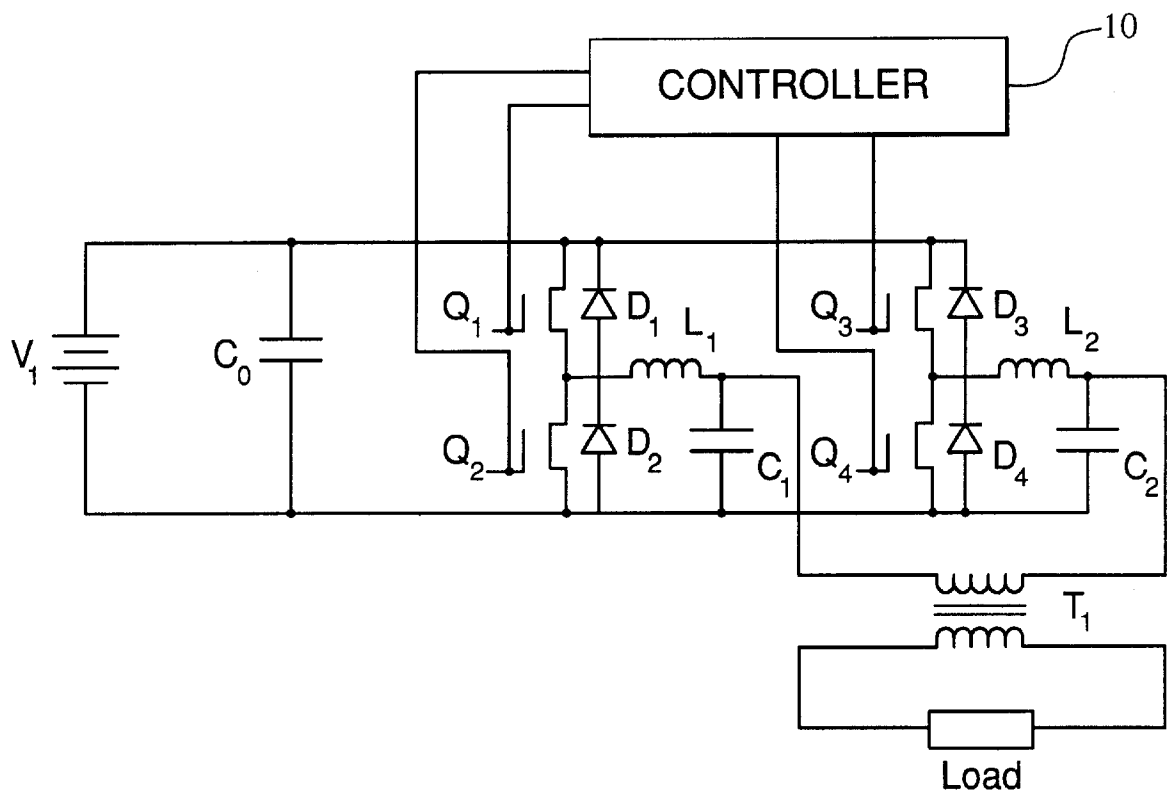 10
CONTROLLER
Q₁
D₁
L₁
Q₃
D₃
L₂
V₁
C₀
Q₂
D₂
C₁
Q₄
D₄
C₂
T₁
Load